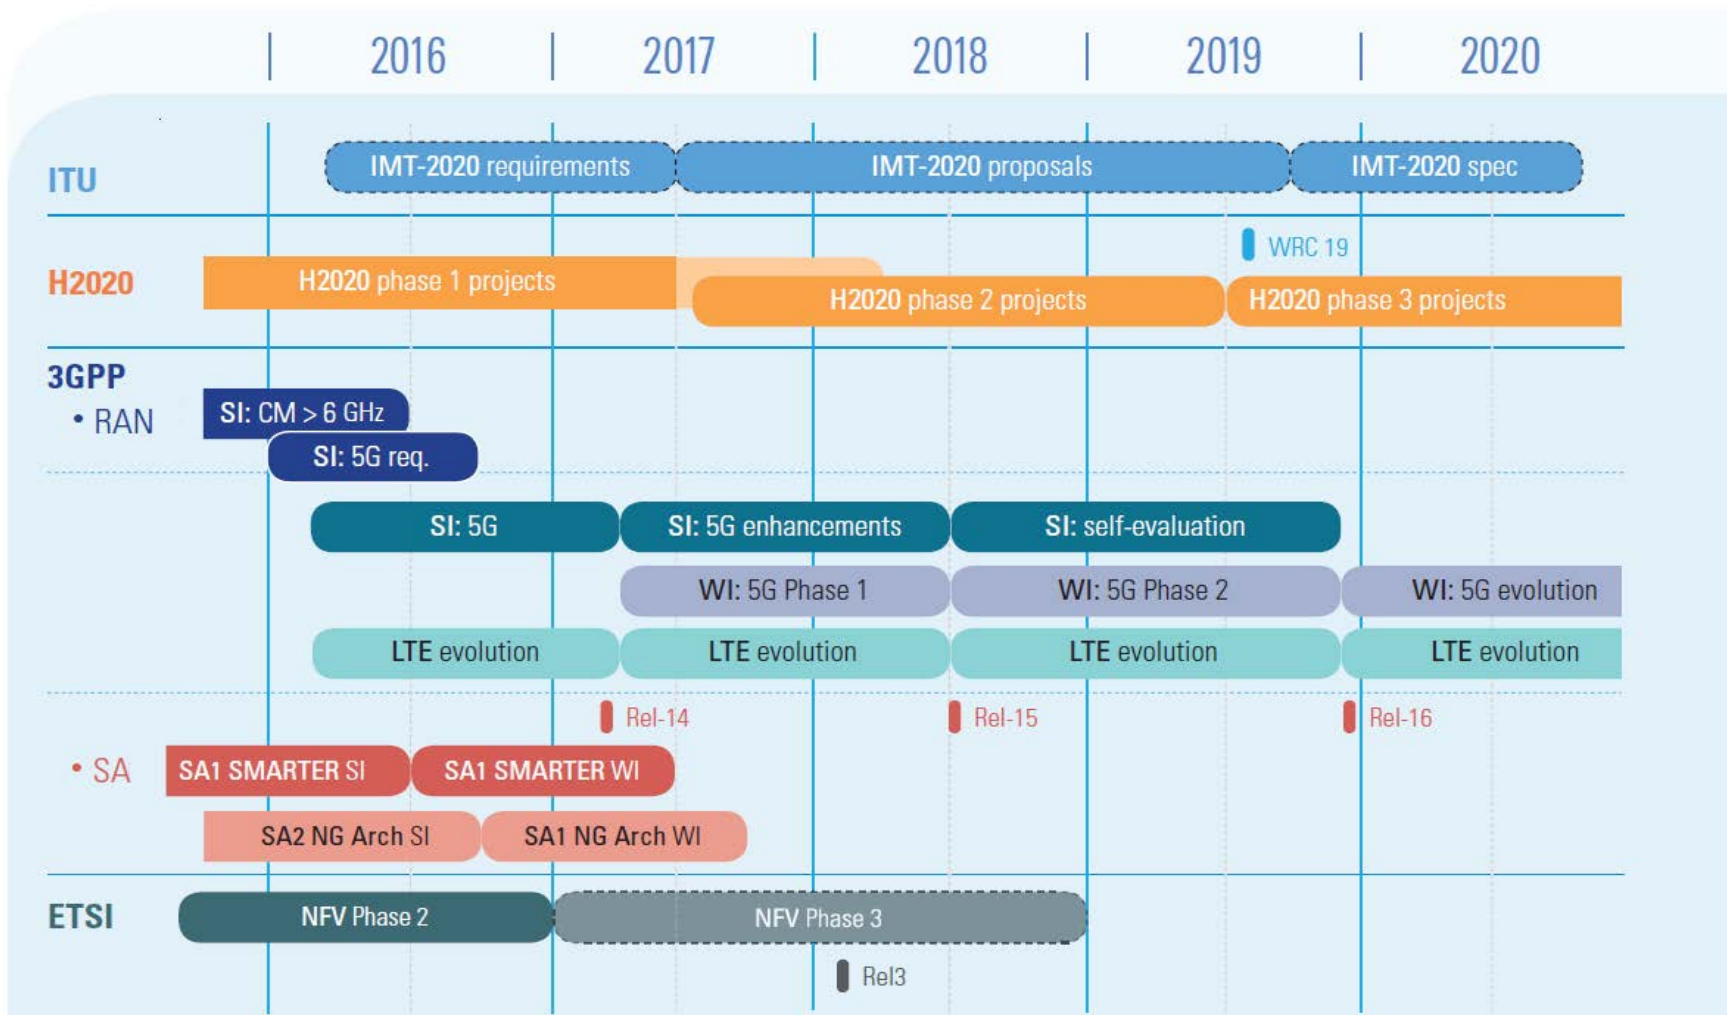 2016 2017 2018 2019 2020
ITU
IMT-2020 requirements
IMT-2020 proposals
IMT-2020 spec
WRC 19
H2020
H2020 phase 1 projects
H2020 phase 2 projects
H2020 phase 3 projects
3GPP
• RAN
SI: CM > 6 GHz
SI: 5G req.
SI: 5G
SI: 5G enhancements
SI: self-evaluation
WI: 5G Phase 1
WI: 5G Phase 2
WI: 5G evolution
LTE evolution
LTE evolution
LTE evolution
LTE evolution
Rel-14
Rel-15
Rel-16
• SA
SA1 SMARTER SI
SA1 SMARTER WI
SA2 NG Arch SI
SA1 NG Arch WI
ETSI
NFV Phase 2
NFV Phase 3
Rel3